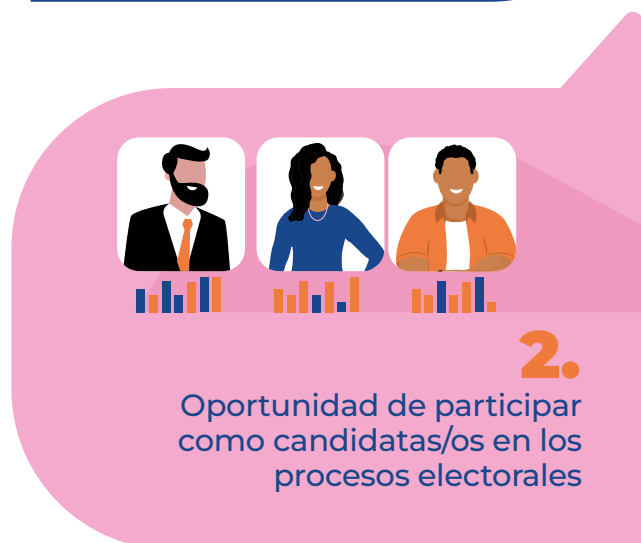 2.
Oportunidad de participar
como candidatas/os en los
procesos electorales